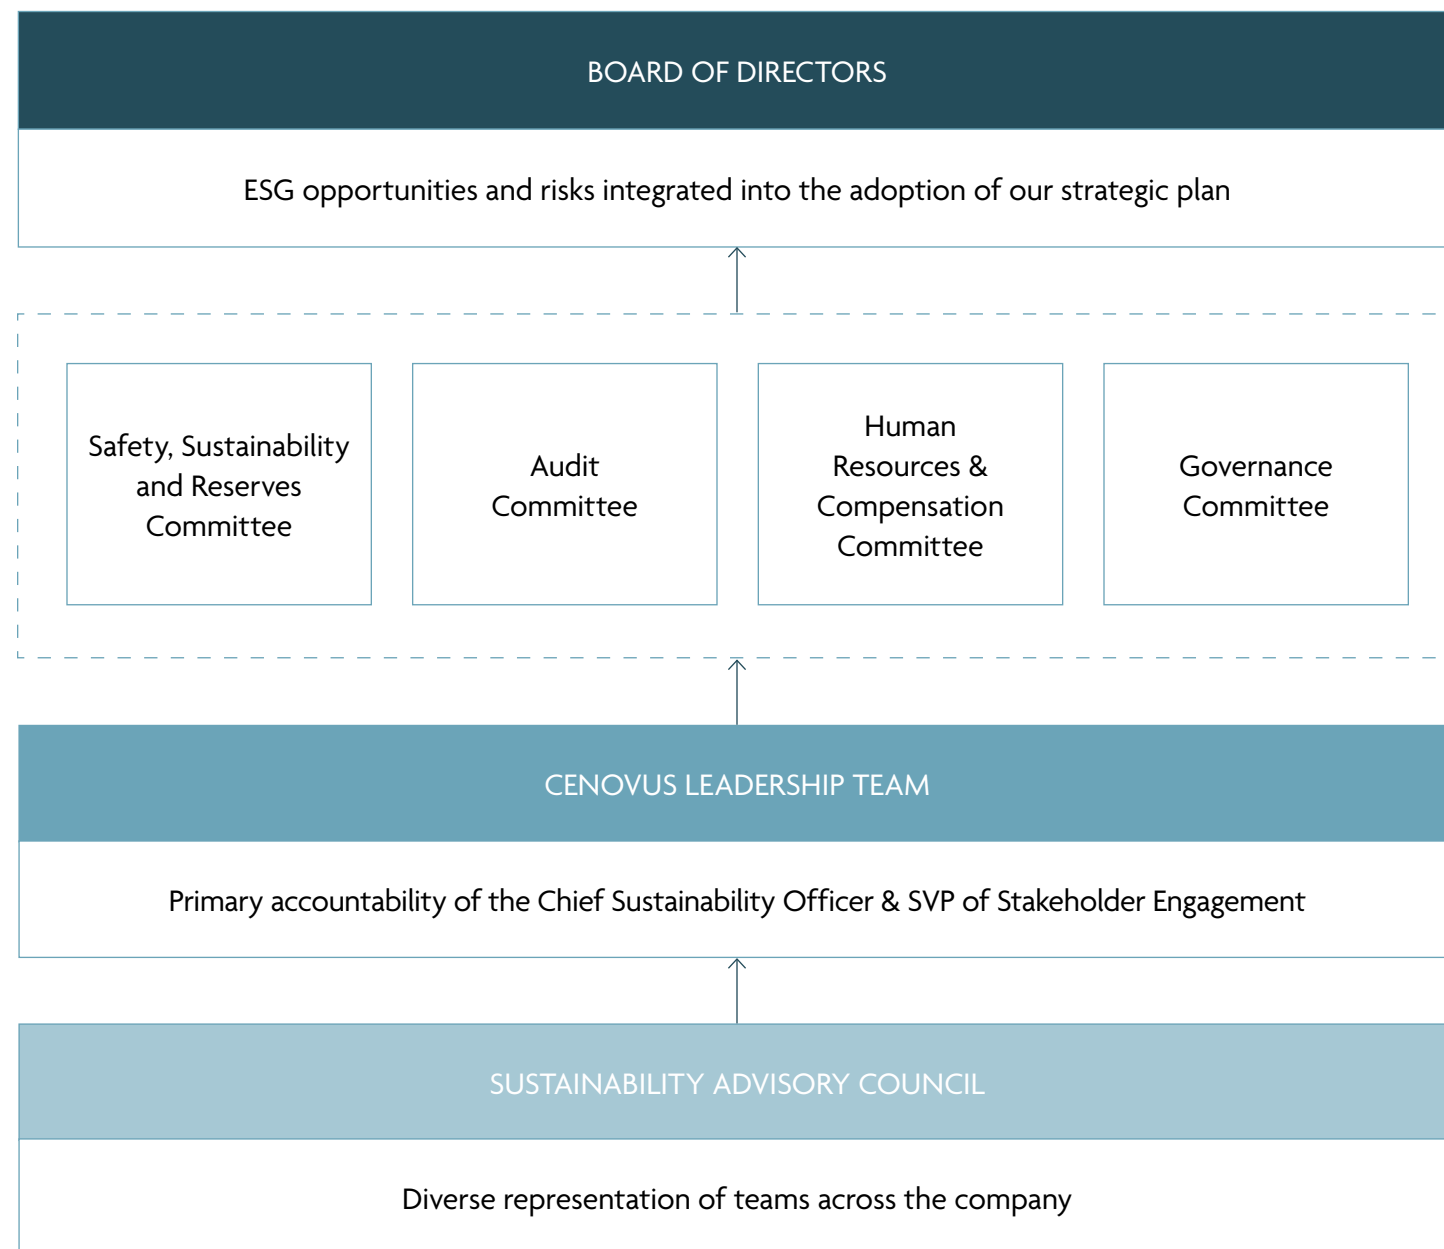 BOARD OF DIRECTORS
ESG opportunities and risks integrated into the adoption of our strategic plan
Safety, Sustainability
and Reserves
Committee
Audit
Committee
Human
Resources &
Compensation
Committee
Governance
Committee
CENOVUS LEADERSHIP TEAM
Primary accountability of the Chief Sustainability Officer & SVP of Stakeholder Engagement
SUSTAINABILITY ADVISORY COUNCIL
Diverse representation of teams across the company